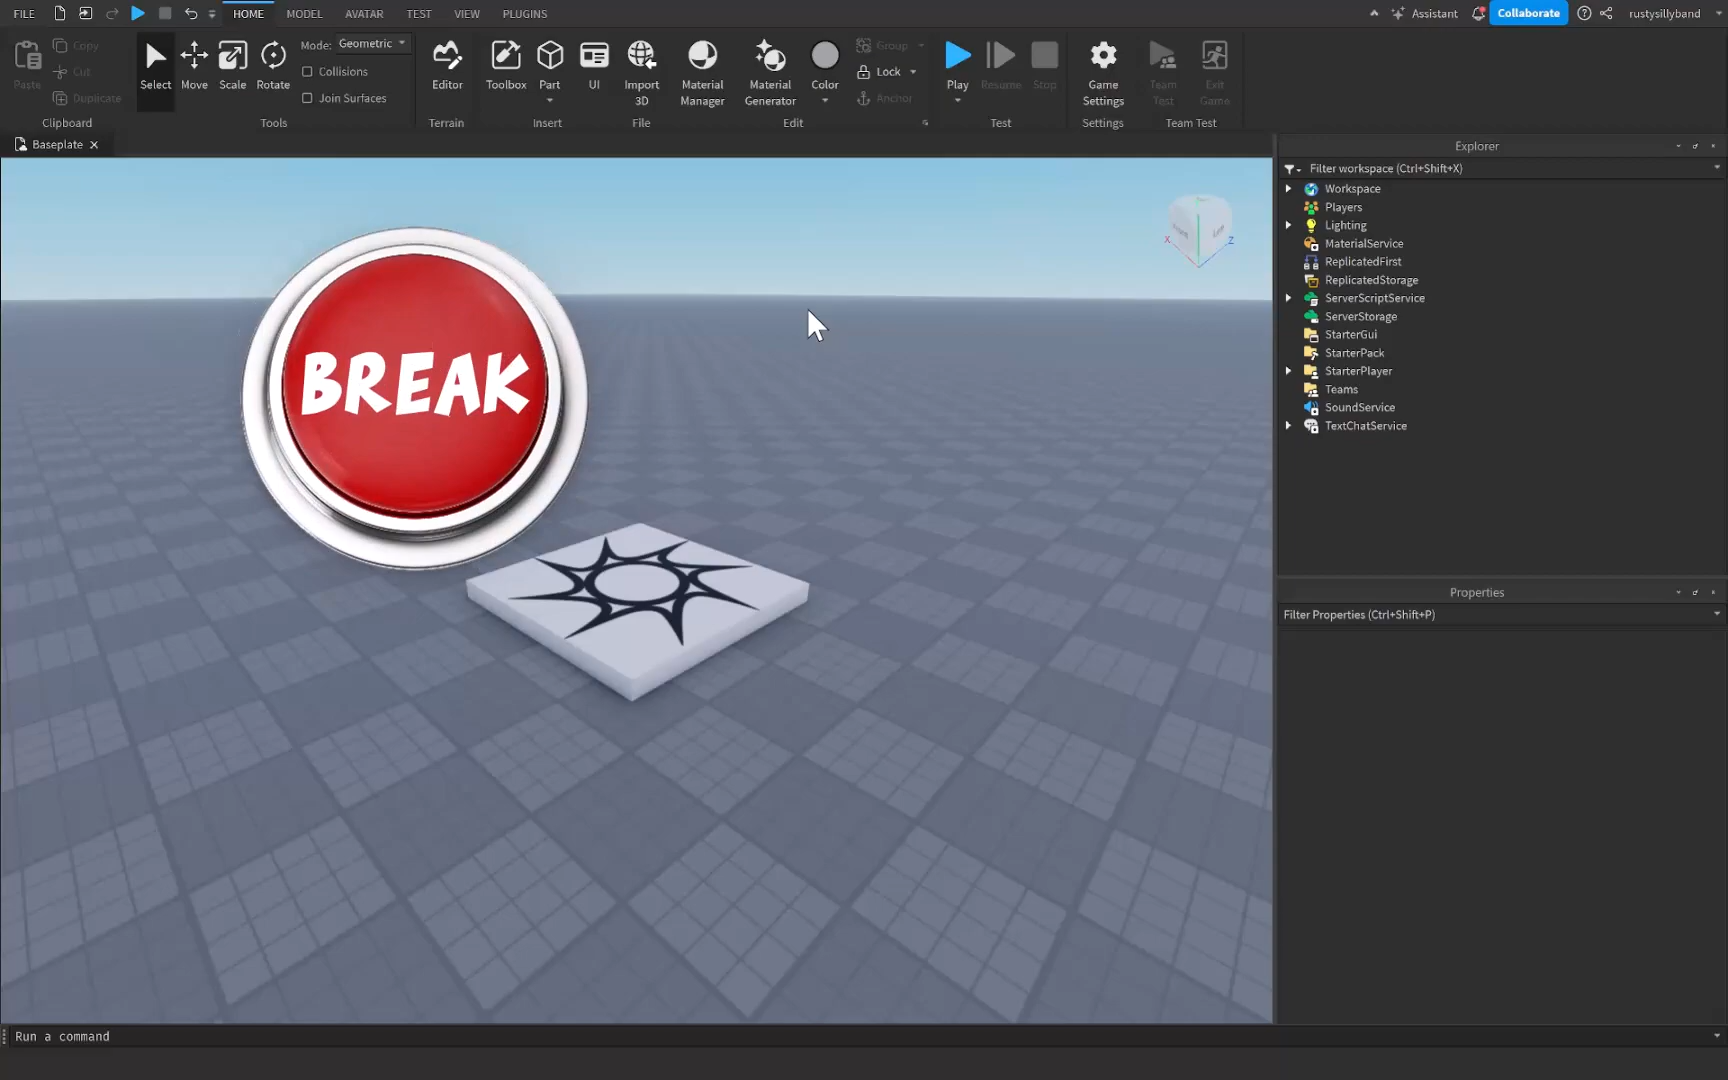 FILE HOME MODEL AVATAR TEST VIEW PLUGINS Assistant Collaborate rustysillyband
Paste Copy Cut Duplicate Clipboard
Select Move Scale Rotate Mode: Geometric Collisions Join Surfaces Tools
Editor Terrain
Toolbox Part UI Insert
Import 3D File
Material Manager Material Generator Color Group Lock Anchor Edit
Play Resume Stop Test
Game Settings Settings
Team Test Exit Game Team Test
Baseplate
BREAK
X
Z
Explorer
Filter workspace (Ctrl+Shift+X)
Workspace
Players
Lighting
MaterialService
ReplicatedFirst
ReplicatedStorage
ServerScriptService
ServerStorage
StarterGui
StarterPack
StarterPlayer
Teams
SoundService
TextChatService
Properties
Filter Properties (Ctrl+Shift+P)
Run a command